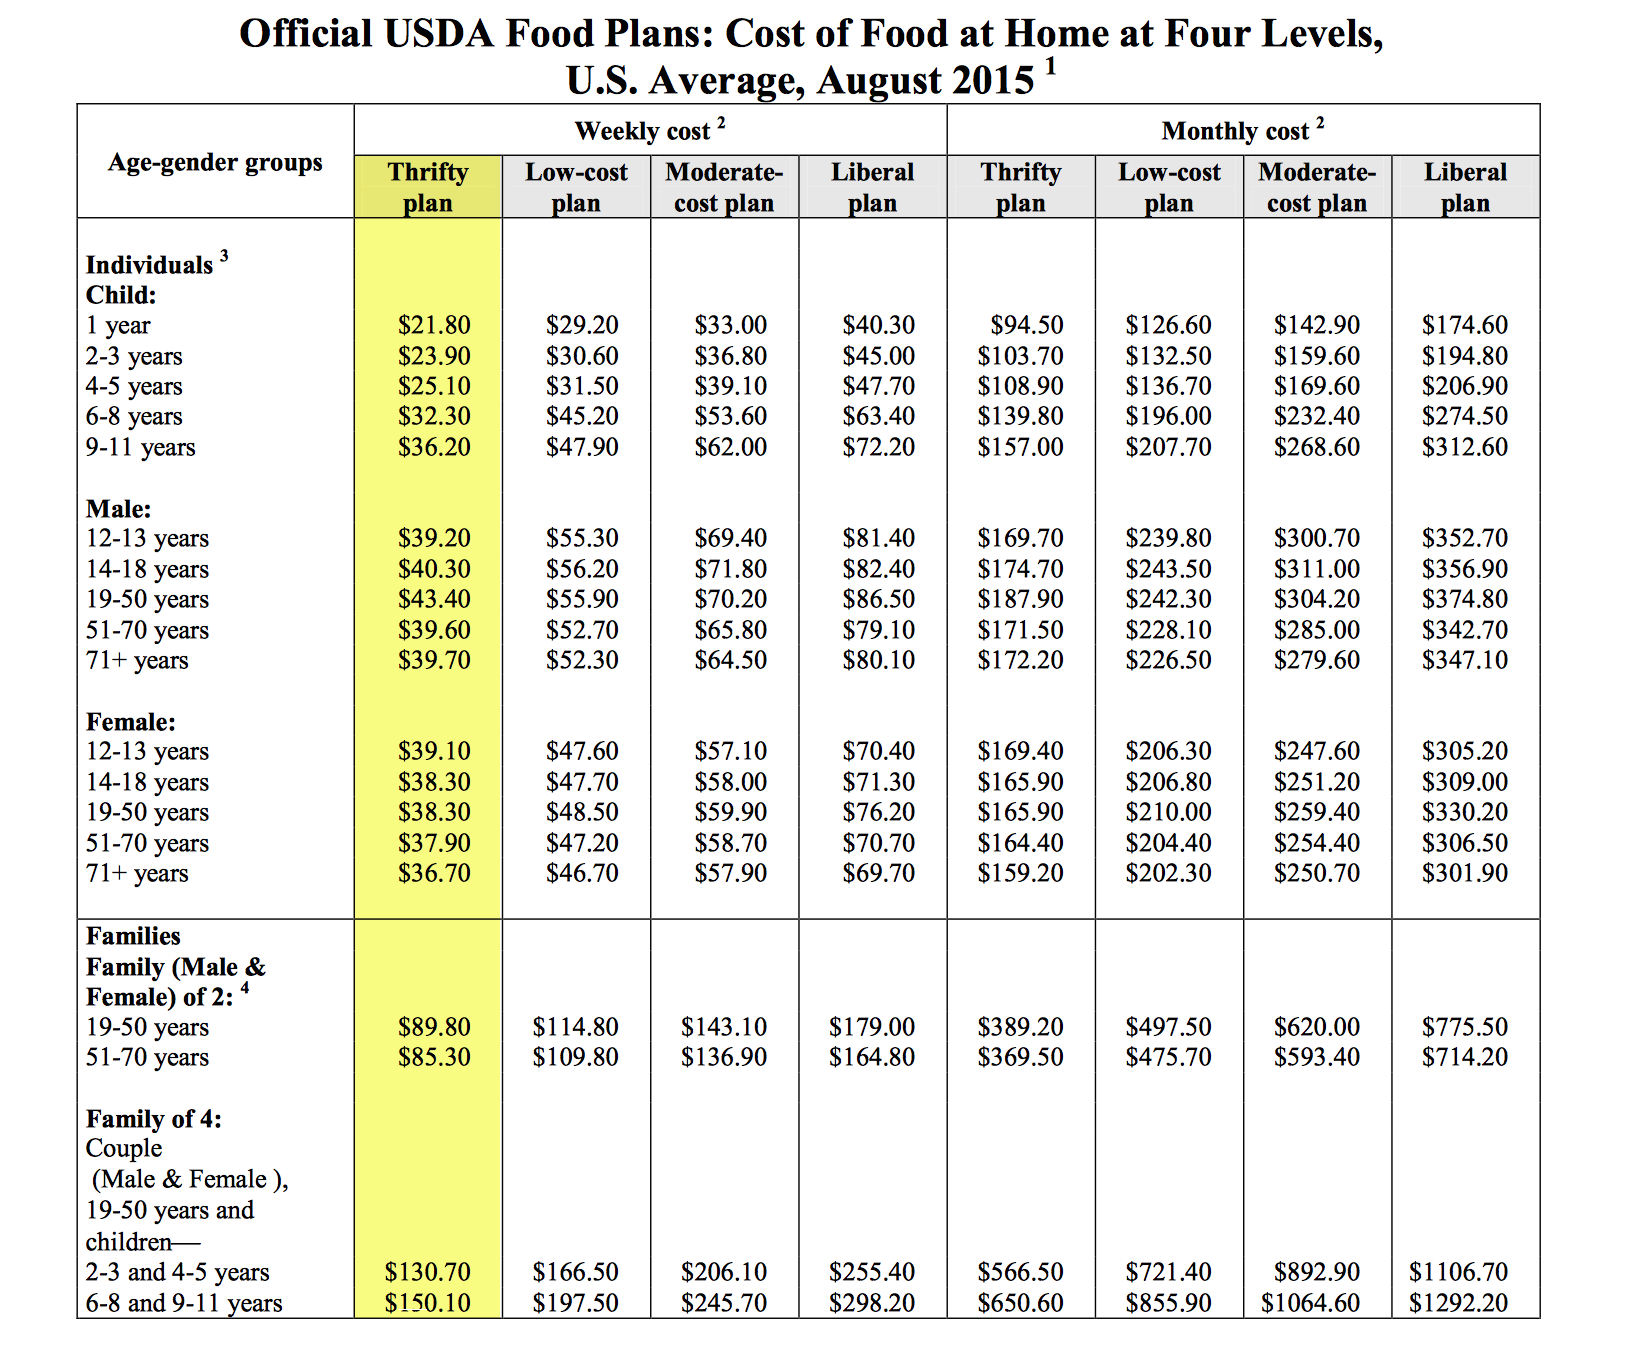 Official USDA Food Plans: Cost of Food at Home at Four Levels,
U.S. Average, August 2015 1
Age-gender groups
Weekly cost 2 Monthly cost 2
Thrifty plan Low-cost plan Moderate-cost plan Liberal plan Thrifty plan Low-cost plan Moderate-cost plan Liberal plan
Individuals 3
Child:
1 year $21.80 $29.20 $33.00 $40.30 $94.50 $126.60 $142.90 $174.60
2-3 years $23.90 $30.60 $36.80 $45.00 $103.70 $132.50 $159.60 $194.80
4-5 years $25.10 $31.50 $39.10 $47.70 $108.90 $136.70 $169.60 $206.90
6-8 years $32.30 $45.20 $53.60 $63.40 $139.80 $196.00 $232.40 $274.50
9-11 years $36.20 $47.90 $62.00 $72.20 $157.00 $207.70 $268.60 $312.60
Male:
12-13 years $39.20 $55.30 $69.40 $81.40 $169.70 $239.80 $300.70 $352.70
14-18 years $40.30 $56.20 $71.80 $82.40 $174.70 $243.50 $311.00 $356.90
19-50 years $43.40 $55.90 $70.20 $86.50 $187.90 $242.30 $304.20 $374.80
51-70 years $39.60 $52.70 $65.80 $79.10 $171.50 $228.10 $285.00 $342.70
71+ years $39.70 $52.30 $64.50 $80.10 $172.20 $226.50 $279.60 $347.10
Female:
12-13 years $39.10 $47.60 $57.10 $70.40 $169.40 $206.30 $247.60 $305.20
14-18 years $38.30 $47.70 $58.00 $71.30 $165.90 $206.80 $251.20 $309.00
19-50 years $38.30 $48.50 $59.90 $76.20 $165.90 $210.00 $259.40 $330.20
51-70 years $37.90 $47.20 $58.70 $70.70 $164.40 $204.40 $254.40 $306.50
71+ years $36.70 $46.70 $57.90 $69.70 $159.20 $202.30 $250.70 $301.90
Families
Family (Male &
Female) of 2: 4
19-50 years $89.80 $114.80 $143.10 $179.00 $389.20 $497.50 $620.00 $775.50
51-70 years $85.30 $109.80 $136.90 $164.80 $369.50 $475.70 $593.40 $714.20
Family of 4:
Couple
(Male & Female ),
19-50 years and
children—
2-3 and 4-5 years $130.70 $166.50 $206.10 $255.40 $566.50 $721.40 $892.90 $1106.70
6-8 and 9-11 years $150.10 $197.50 $245.70 $298.20 $650.60 $855.90 $1064.60 $1292.20